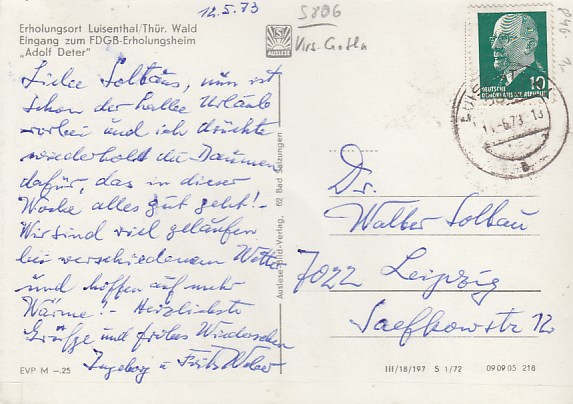 12.5.73
5806
Krs. Gotha
Erholungsort Luisenthal/Thür. Wald
Eingang zum FDGB-Erholungsheim
„Adolf Deter"
AUSLESE
10
DEUTSCHE
DEMOKRATISCHE REPUBLIK
Liebe Soltaus, nun ist
schon der halbe Urlaub
vorbei und ich drückte
wiederholt die Daumen
dafür, das in dieser
Woche alles gut geht! -
Wir sind viel gelaufen
bei verschiedenem Wetter
und hoffen auf mehr
Wärme! - Herzlichste
Grüße und frohes Wiedersehen
Ingeborg u. Fritz Weber
Auslese-Bild-Verlag, 62 Bad Salzungen
Dr.
Walter Soltau
7022 Leipzig
Saefkowstr. 12
EVP M –.25
III/18/197 S 1/72 09 09 05 218